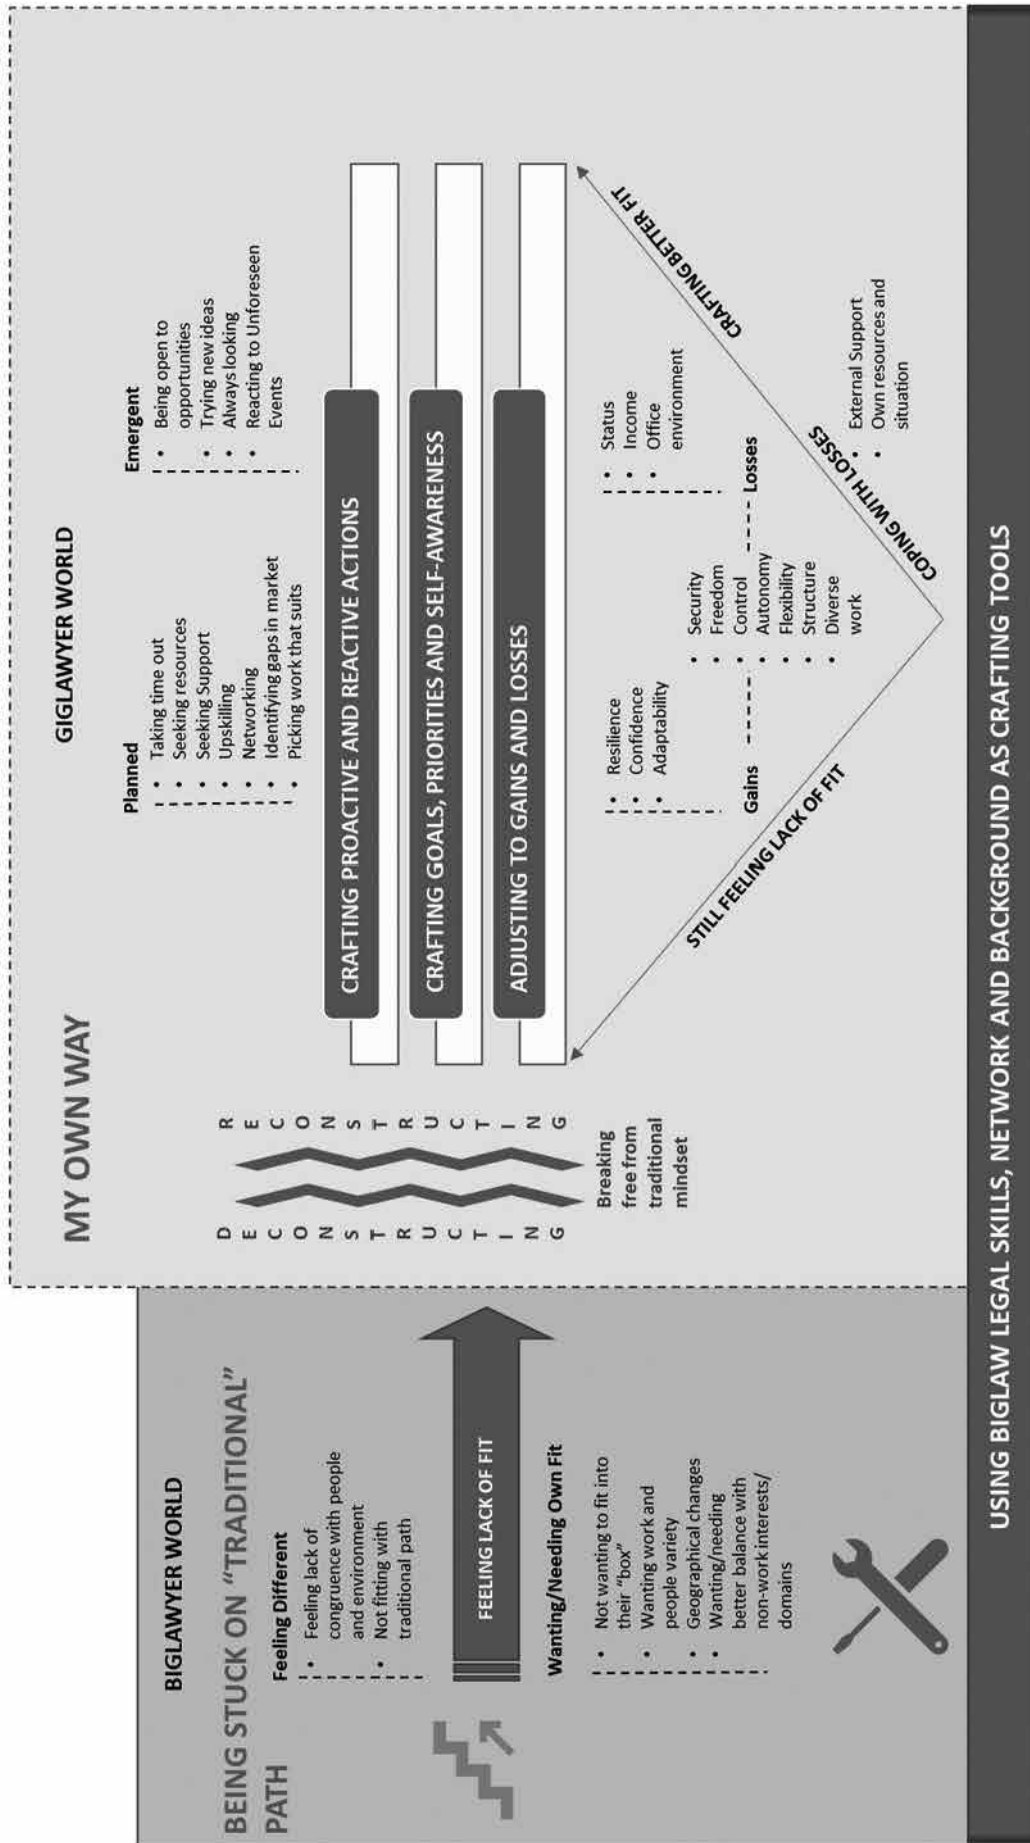 BIGLAWYER WORLD
BEING STUCK ON "TRADITIONAL"
PATH
Feeling Different
• Feeling lack of
congruence with people
and environment
• Not fitting with
traditional path
FEELING LACK OF FIT
Wanting/Needing Own Fit
• Not wanting to fit into
their "box"
• Wanting work and
people variety
• Geographical changes
• Wanting/needing
better balance with
non-work interests/
domains
GIGLAWYER WORLD
MY OWN WAY
DECONSTRUCTING
RECONSTRUCTING
Breaking
free from
traditional
mindset
Planned
• Taking time out
• Seeking resources
• Seeking Support
• Upskilling
• Networking
• Identifying gaps in market
• Picking work that suits
Emergent
• Being open to
opportunities
• Trying new ideas
• Always looking
• Reacting to Unforeseen
Events
CRAFTING PROACTIVE AND REACTIVE ACTIONS
CRAFTING GOALS, PRIORITIES AND SELF-AWARENESS
ADJUSTING TO GAINS AND LOSSES
• Resilience
• Confidence
• Adaptability
Gains
• Security
• Freedom
• Control
• Autonomy
• Flexibility
• Structure
• Diverse
work
• Status
• Income
• Office
environment
Losses
STILL FEELING LACK OF FIT
COPING WITH LOSSES
CRAFTING BETTER FIT
• External Support
• Own resources and
situation
USING BIGLAW LEGAL SKILLS, NETWORK AND BACKGROUND AS CRAFTING TOOLS